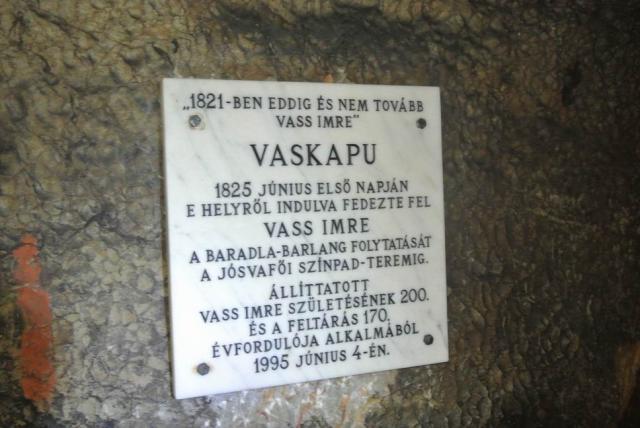 „1821-BEN EDDIG ÉS NEM TOVÁBB
VASS IMRE”
VASKAPU
1825 JÚNIUS ELSŐ NAPJÁN
E HELYRŐL INDULVA FEDEZTE FEL
VASS IMRE
A BARADLA-BARLANG FOLYTATÁSÁT
A JÓSVAFŐI SZÍNPAD-TEREMIG.
ÁLLÍTTATOTT
VASS IMRE SZÜLETÉSÉNEK 200.
ÉS A FELTÁRÁS 170.
ÉVFORDULÓJA ALKALMÁBÓL
1995 JÚNIUS 4-ÉN.